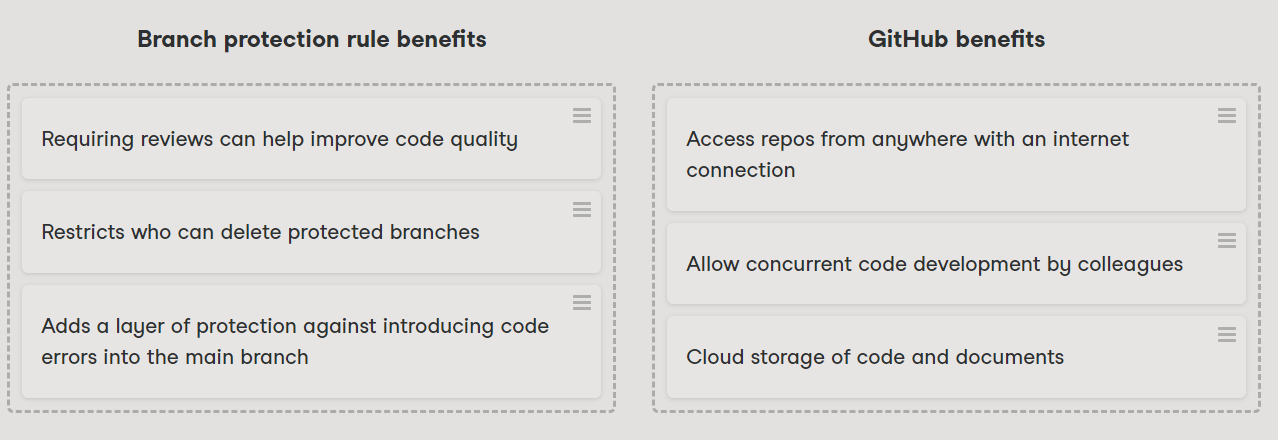 Branch protection rule benefits
Requiring reviews can help improve code quality
Restricts who can delete protected branches
Adds a layer of protection against introducing code
errors into the main branch
GitHub benefits
Access repos from anywhere with an internet
connection
Allow concurrent code development by colleagues
Cloud storage of code and documents